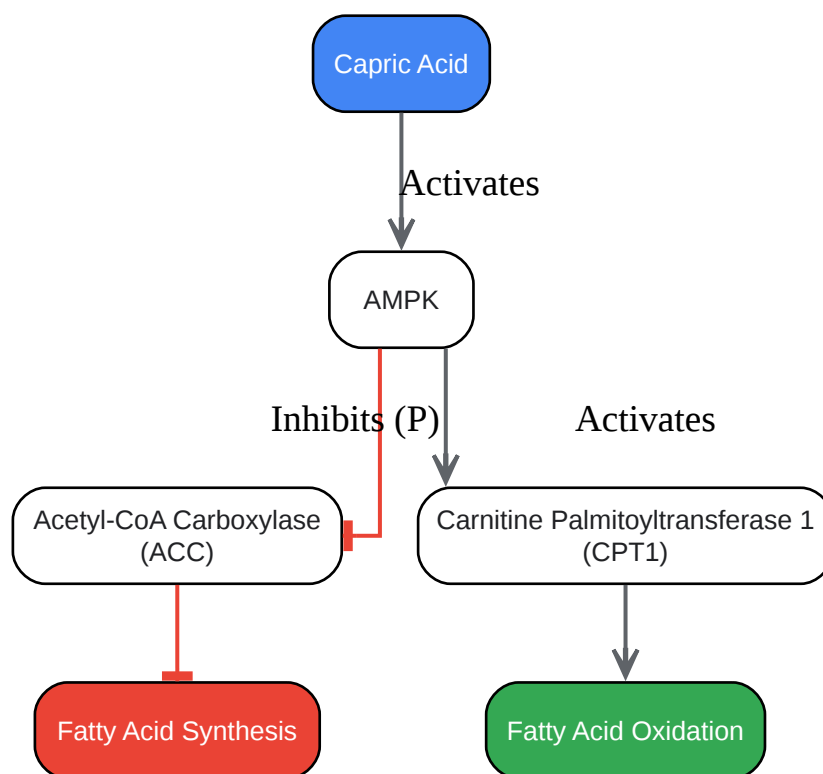 Capric Acid
Activates
AMPK
Inhibits (P)
Activates
Acetyl-CoA Carboxylase
(ACC)
Carnitine Palmitoyltransferase 1
(CPT1)
Fatty Acid Synthesis
Fatty Acid Oxidation